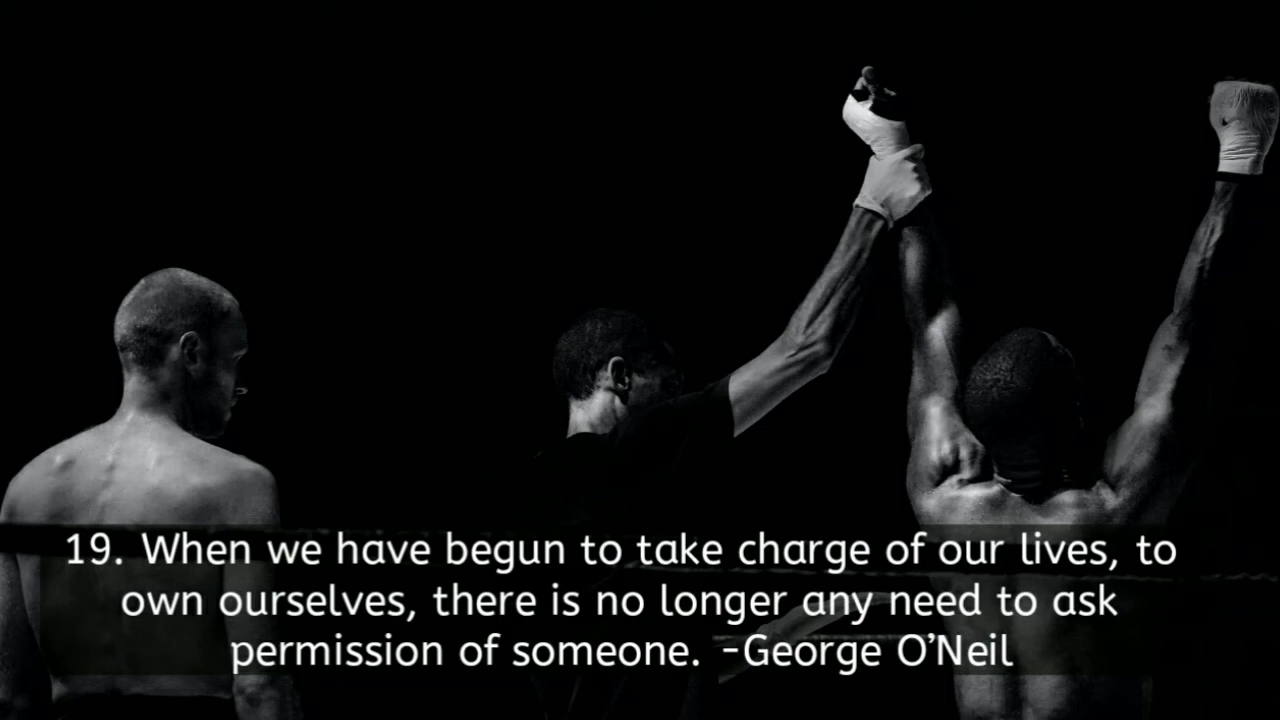 19. When we have begun to take charge of our lives, to
own ourselves, there is no longer any need to ask
permission of someone. -George O’Neil